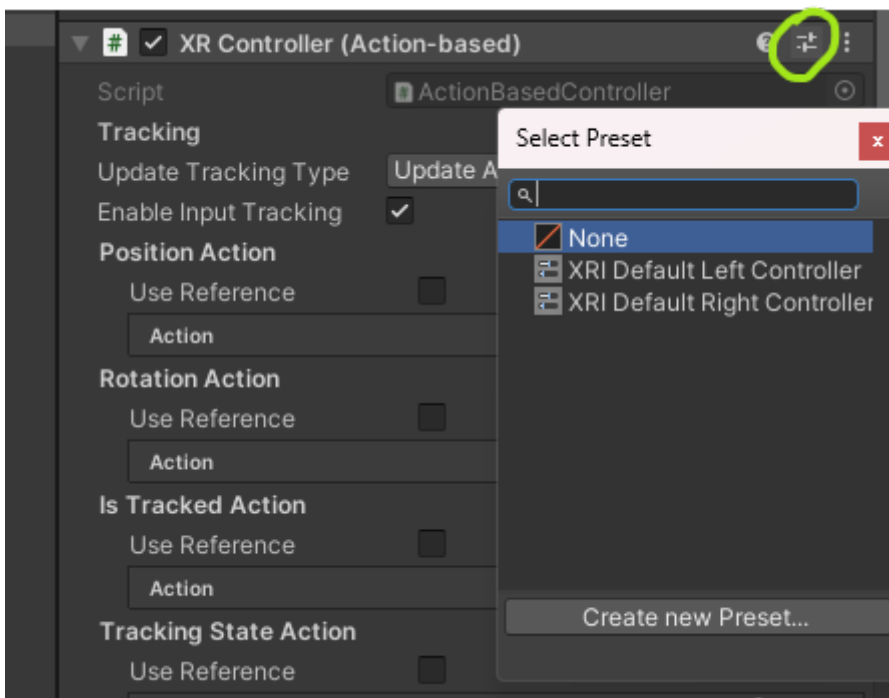 XR Controller (Action-based)
Script
ActionBasedController
Tracking
Update Tracking Type
Update A
Enable Input Tracking
Position Action
Use Reference
Action
Rotation Action
Use Reference
Action
Is Tracked Action
Use Reference
Action
Tracking State Action
Use Reference
Select Preset
x
None
XRI Default Left Controller
XRI Default Right Controller
Create new Preset...